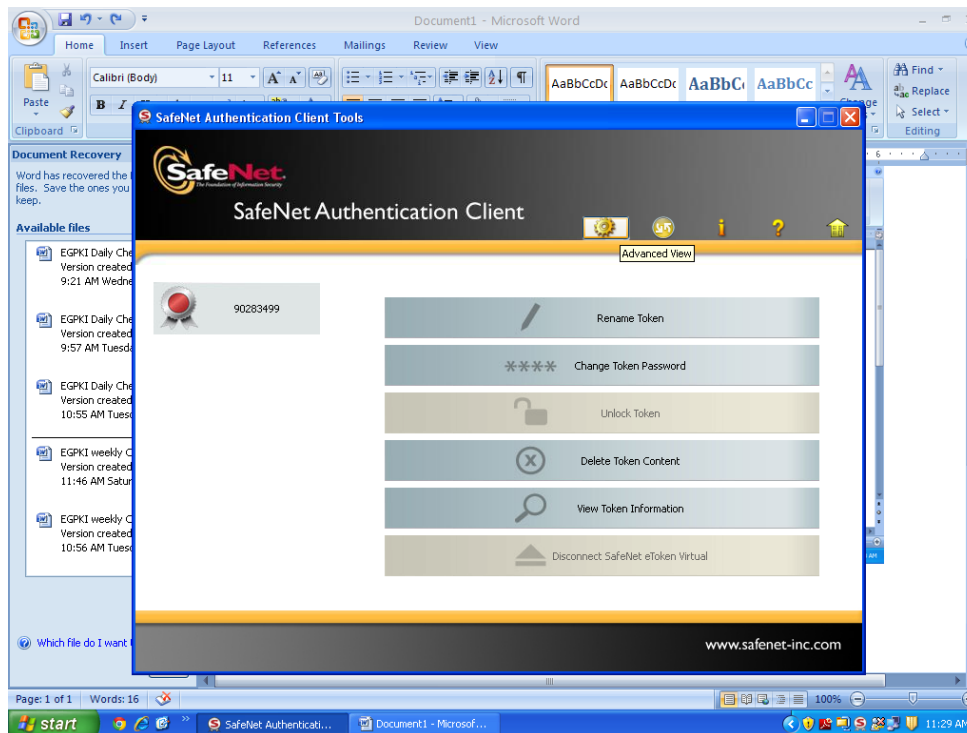 Document1 - Microsoft Word
Home Insert Page Layout References Mailings Review View
Calibri (Body) 11
Paste
B I
AaBbCcDc AaBbCcDc AaBbC AaBbCc
Find
Replace
Select
Clipboard
Editing
SafeNet Authentication Client Tools
Document Recovery
Word has recovered the
files. Save the ones you
keep.
Available files
EGPKI Daily Che
Version created
9:21 AM Wedne
EGPKI Daily Che
Version created
9:57 AM Tuesda
EGPKI Daily Che
Version created
10:55 AM Tuesd
EGPKI weekly C
Version created
11:46 AM Satur
EGPKI weekly C
Version created
10:56 AM Tuesd
Which file do I want
SafeNet.
The Foundation of Information Security
SafeNet Authentication Client
Advanced View
90283499
Rename Token
**** Change Token Password
Unlock Token
Delete Token Content
View Token Information
Disconnect SafeNet eToken Virtual
www.safenet-inc.com
Page: 1 of 1 Words: 16 100%
start SafeNet Authenticati... Document1 - Microsof... 11:29 AM